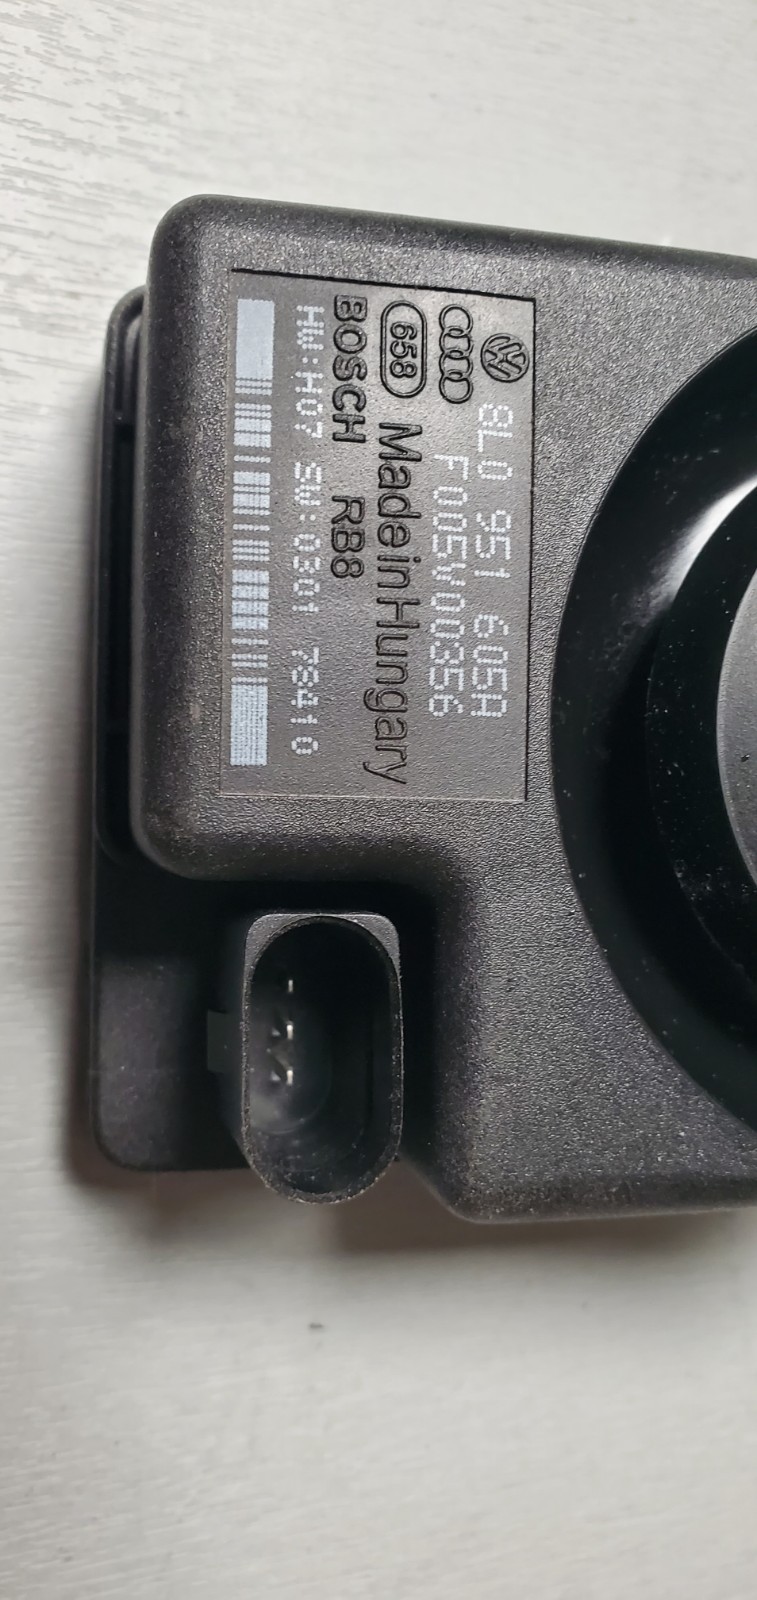 8L0 951 605A
F005V00356
658 MadeinHungary
BOSCH RB8
HW:H07 SW:0301 78410